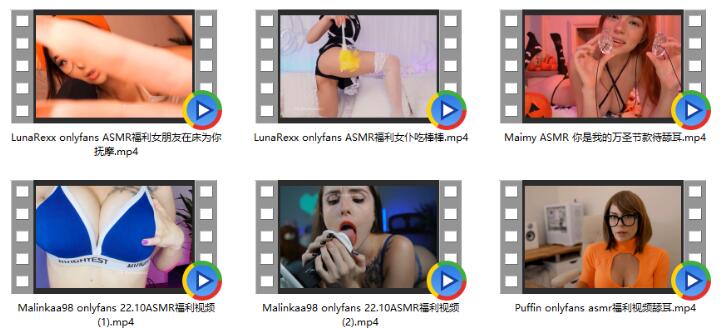 LunaRexx onlyfans ASMR福利女朋友在床为你
抚摩.mp4
LunaRexx onlyfans ASMR福利女仆吃棒棒.mp4
Maimy ASMR 你是我的万圣节款待舔耳.mp4
Malinkaa98 onlyfans 22.10ASMR福利视频
(1).mp4
Malinkaa98 onlyfans 22.10ASMR福利视频
(2).mp4
Puffin onlyfans asmr福利视频舔耳.mp4